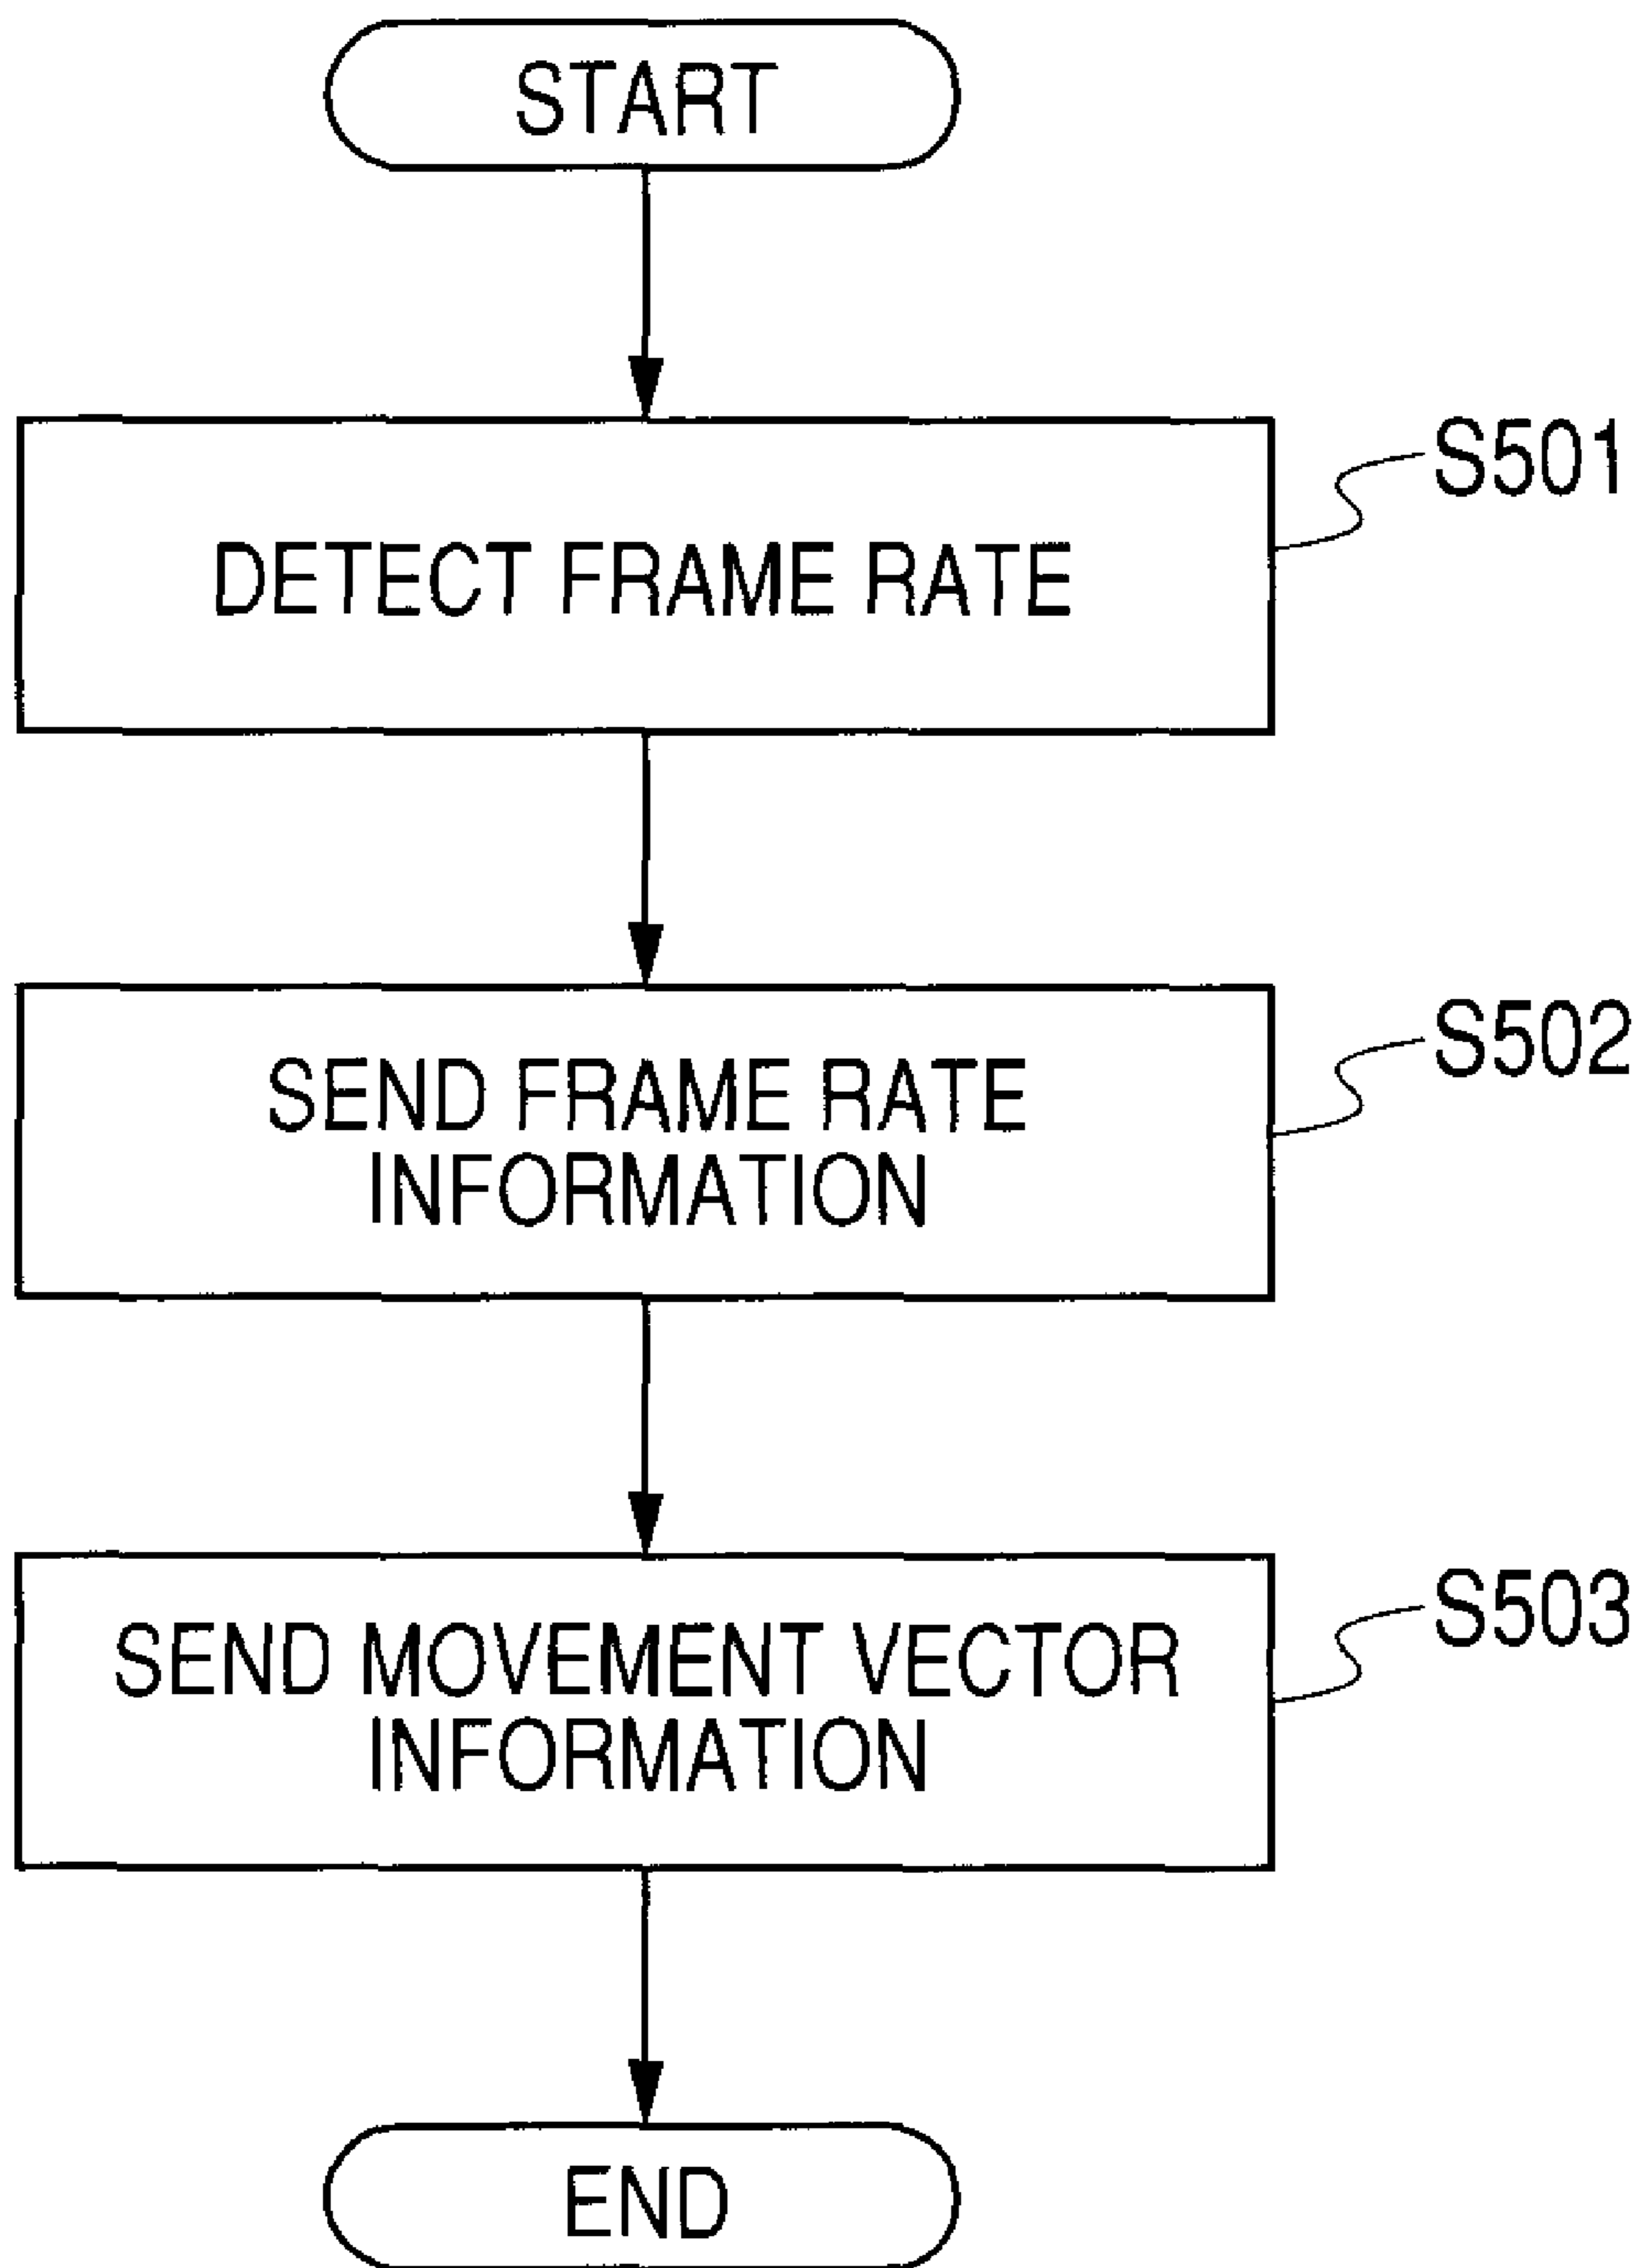 START
DETECT FRAME RATE
S501
SEND FRAME RATE
INFORMATION
S502
SEND MOVEMENT VECTOR
INFORMATION
S503
END